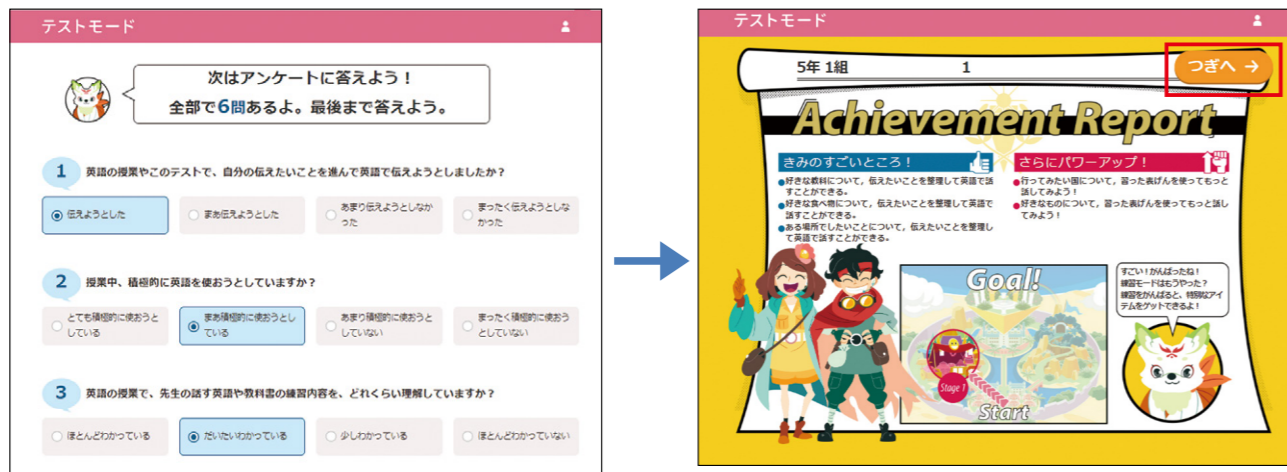 テストモード
次はアンケートに答えよう！
全部で6問あるよ。最後まで答えよう。
1 英語の授業やこのテストで、自分の伝えたいことを進んで英語で伝えようとしましたか？
伝えようとした
まあ伝えようとした
あまり伝えようとしなか
った
まったく伝えようとしな
かった
2 授業中、積極的に英語を使おうとしていますか？
とても積極的に使おうと
している
まあ積極的に使おうとし
ている
あまり積極的に使おうと
していない
まったく積極的に使おう
としていない
3 英語の授業で、先生の話す英語や教科書の練習内容を、どれくらい理解していますか？
ほとんどわかっている
だいたいわかっている
少しわかっている
ほとんどわかっていない
テストモード
5年 1組 1
つぎへ →
Achievement Report
きみのすごいところ！
●好きな教科について，伝えたいことを整理して英語で話
すことができる。
●好きな食べ物について，伝えたいことを整理して英語で
話すことができる。
●ある場所でしたいことについて，伝えたいことを整理し
て英語で話すことができる。
さらにパワーアップ！
●行ってみたい国について，習った表げんを使ってもっと
話してみよう！
●好きなものについて，習った表げんを使ってもっと話し
てみよう！
Goal!
Stage 1
Start
すごい！がんばったね！
練習モードはもうやった？
練習をがんばると、特別なアイ
テムをゲットできるよ！